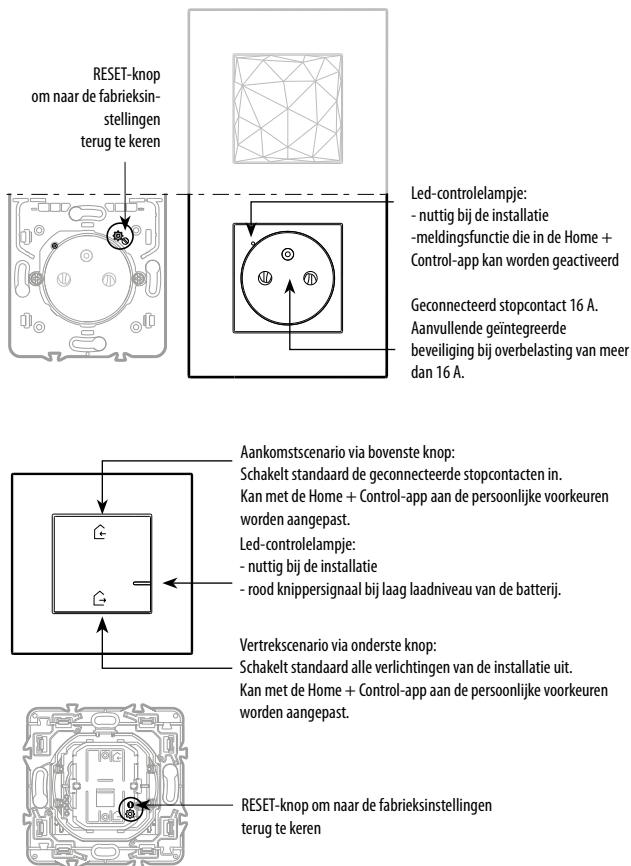 RESET-knop
om naar de fabrieksin-
stellingen
terug te keren
Led-controlelampje:
- nuttig bij de installatie
-meldingsfunctie die in de Home +
Control-app kan worden geactiveerd
Geconnecteerd stopcontact 16 A.
Aanvullende geïntegreerde
beveiliging bij overbelasting van meer
dan 16 A.
Aankomstscenario via bovenste knop:
Schakelt standaard de geconnecteerde stopcontacten in.
Kan met de Home + Control-app aan de persoonlijke voorkeuren
worden aangepast.
Led-controlelampje:
- nuttig bij de installatie
- rood knippersignaal bij laag laadniveau van de batterij.
Vertrekscenario via onderste knop:
Schakelt standaard alle verlichtingen van de installatie uit.
Kan met de Home + Control-app aan de persoonlijke voorkeuren
worden aangepast.
RESET-knop om naar de fabrieksinstellingen
terug te keren